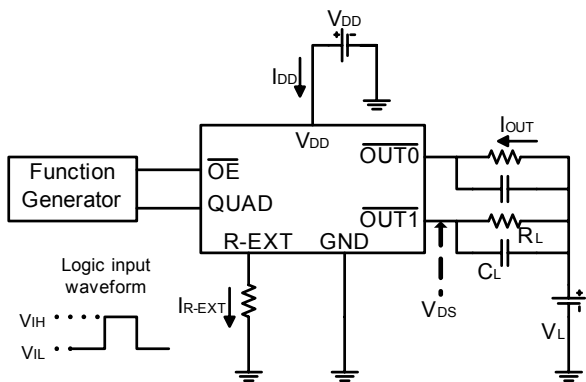 VDD
IDD
VDD
OUT0
IOUT
Function
Generator
OE
QUAD
OUT1
R-EXT
GND
RL
CL
Logic input
waveform
IR-EXT
VDS
VIH
VIL
VL